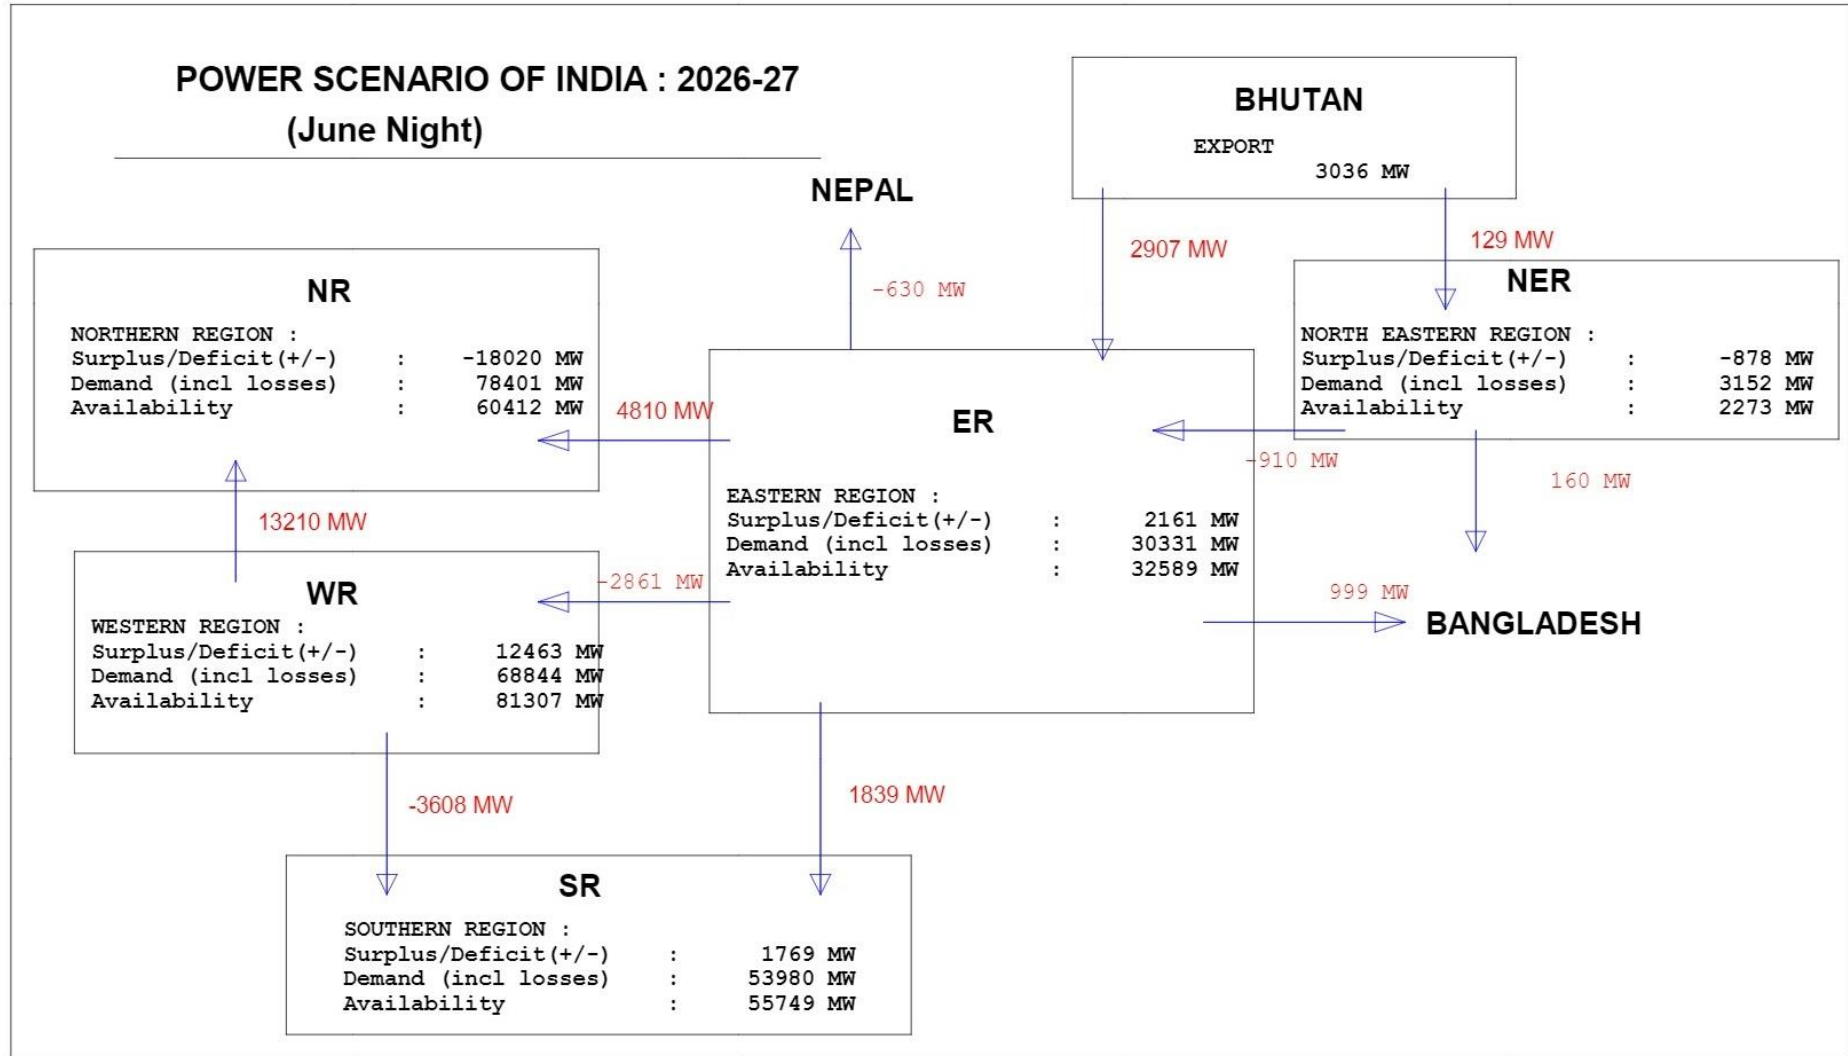 POWER SCENARIO OF INDIA : 2026-27
(June Night)
BHUTAN
EXPORT
3036 MW
NEPAL
2907 MW
129 MW
-630 MW
NR
NORTHERN REGION :
Surplus/Deficit(+/-) : -18020 MW
Demand (incl losses) : 78401 MW
Availability : 60412 MW
NER
NORTH EASTERN REGION :
Surplus/Deficit(+/-) : -878 MW
Demand (incl losses) : 3152 MW
Availability : 2273 MW
4810 MW
-910 MW
160 MW
13210 MW
ER
EASTERN REGION :
Surplus/Deficit(+/-) : 2161 MW
Demand (incl losses) : 30331 MW
Availability : 32589 MW
-2861 MW
999 MW
BANGLADESH
WR
WESTERN REGION :
Surplus/Deficit(+/-) : 12463 MW
Demand (incl losses) : 68844 MW
Availability : 81307 MW
-3608 MW
1839 MW
SR
SOUTHERN REGION :
Surplus/Deficit(+/-) : 1769 MW
Demand (incl losses) : 53980 MW
Availability : 55749 MW